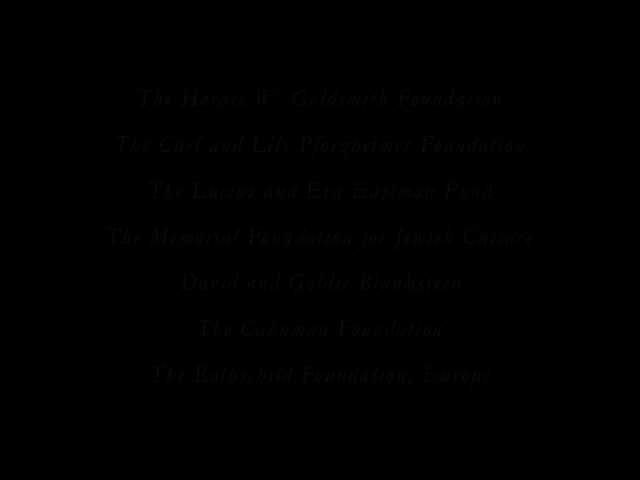 The Horace W. Goldsmith Foundation
The Carl and Lily Pforzheimer Foundation
The Lucius and Eva Eastman Fund
The Memorial Foundation for Jewish Culture
David and Goldie Blanksteen
The Cahnman Foundation
The Rothschild Foundation, Europe